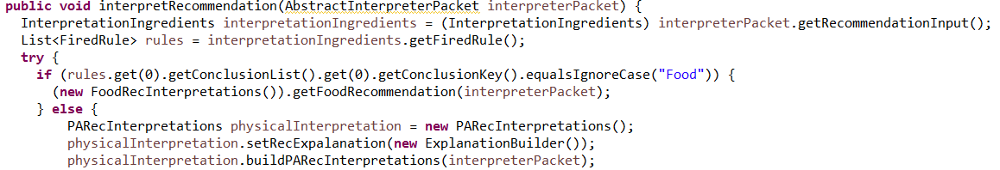 public void interpretRecommendation(AbstractInterpreterPacket interpreterPacket) {
InterpretationIngredients interpretationIngredients = (InterpretationIngredients) interpreterPacket.getRecommendationInput();
List<FiredRule> rules = interpretationIngredients.getFiredRule();
try {
if (rules.get(0).getConclusionList().get(0).getConclusionKey().equalsIgnoreCase("Food")) {
(new FoodRecInterpretations()).getFoodRecommendation(interpreterPacket);
} else {
PARecInterpretations physicalInterpretation = new PARecInterpretations();
physicalInterpretation.setRecExpalanation(new ExplanationBuilder());
physicalInterpretation.buildPARecInterpretations(interpreterPacket);